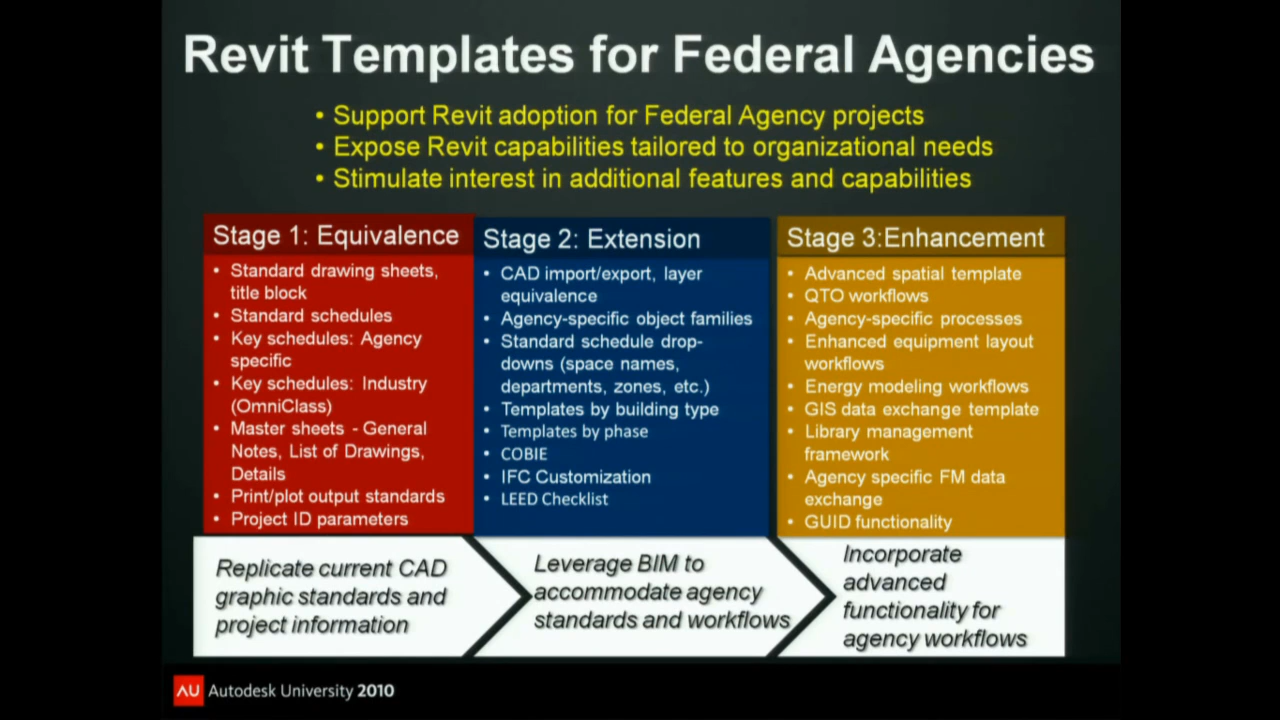 Revit Templates for Federal Agencies
• Support Revit adoption for Federal Agency projects
• Expose Revit capabilities tailored to organizational needs
• Stimulate interest in additional features and capabilities
Stage 1: Equivalence
• Standard drawing sheets,
title block
• Standard schedules
• Key schedules: Agency
specific
• Key schedules: Industry
(OmniClass)
• Master sheets - General
Notes, List of Drawings,
Details
• Print/plot output standards
• Project ID parameters
Replicate current CAD
graphic standards and
project information
Stage 2: Extension
• CAD import/export, layer
equivalence
• Agency-specific object families
• Standard schedule drop-
downs (space names,
departments, zones, etc.)
• Templates by building type
• Templates by phase
• COBIE
• IFC Customization
• LEED Checklist
Leverage BIM to
accommodate agency
standards and workflows
Stage 3:Enhancement
• Advanced spatial template
• QTO workflows
• Agency-specific processes
• Enhanced equipment layout
workflows
• Energy modeling workflows
• GIS data exchange template
• Library management
framework
• Agency specific FM data
exchange
• GUID functionality
Incorporate
advanced
functionality for
agency workflows
AU Autodesk University 2010